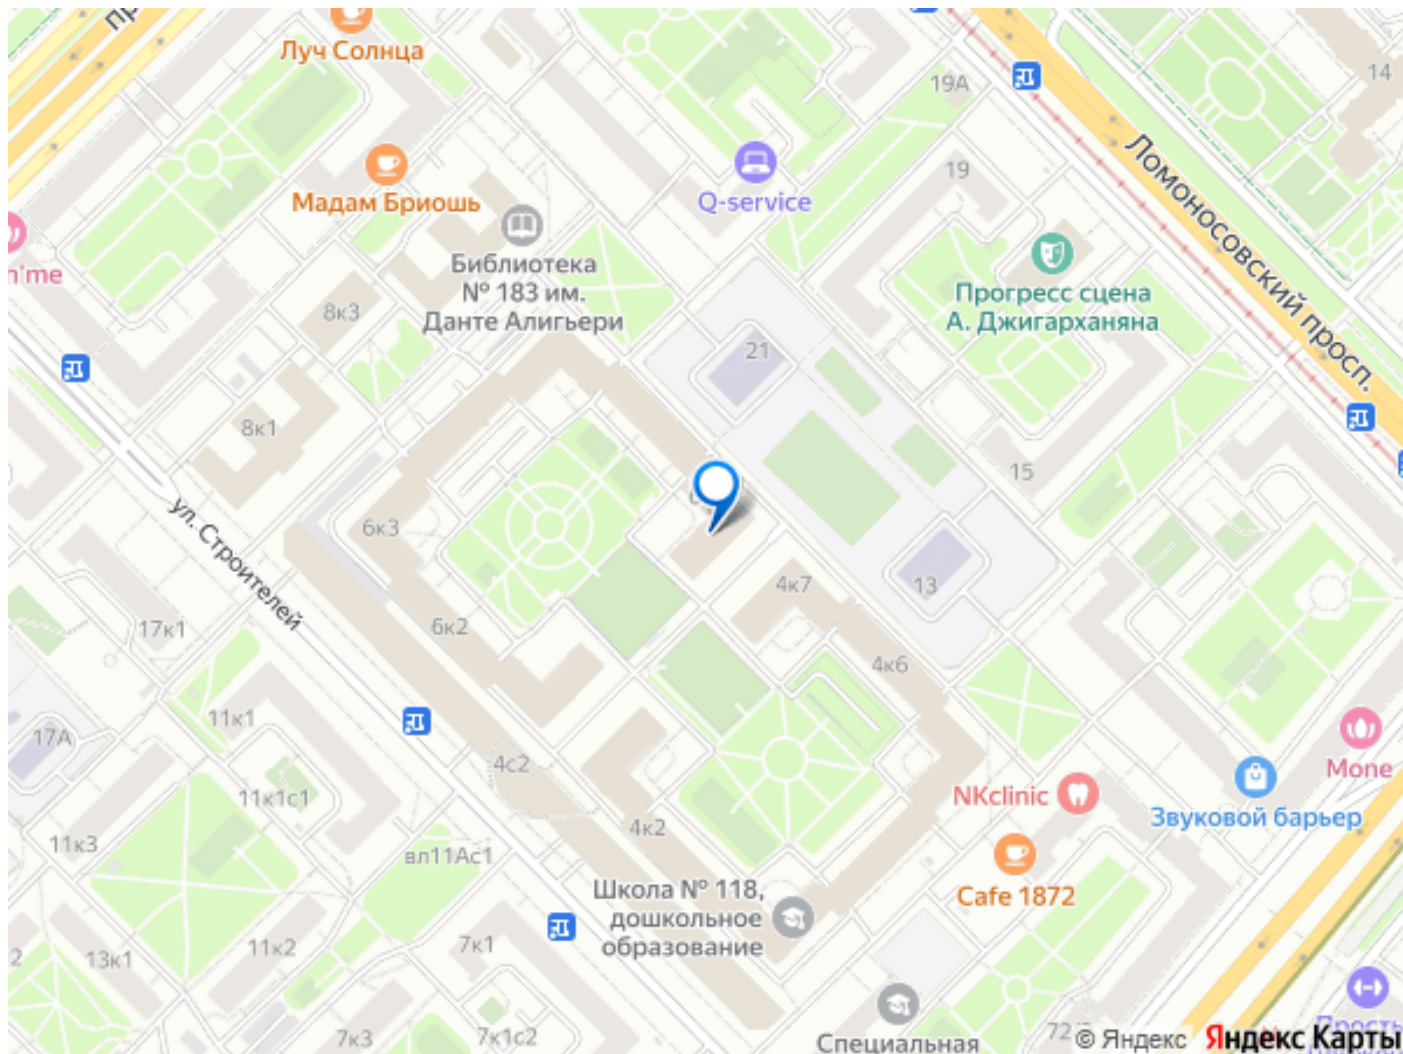 Луч Солнца
14
19А
Ломоносовский просп.
Мадам Бриошь
Q-service
19
n'me
Библиотека
№ 183 им.
Данте Алигьери
Прогресс сцена
А. Джигарханяна
8к3
21
8к1
15
ул. Строителей
6к3
4к7
13
17к1
6к2
4к6
11к1
17А
4с2
11к1с1
NKclinic
Mone
Звуковой барьер
11к3
вл11Ас1
4к2
Школа № 118,
дошкольное
образование
Cafe 1872
2
13к1
11к2
7к1
7к3
7к1с2
Специальная
72
© Яндекс
Яндекс Карты